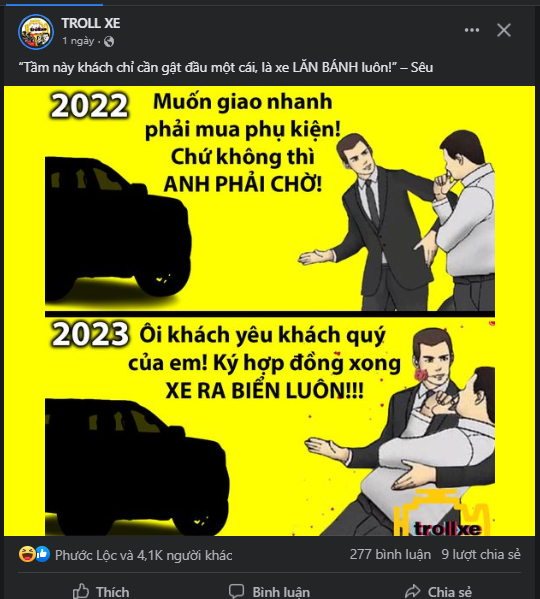 TROLL XE
1 ngày ·
“Tầm này khách chỉ cần gật đầu một cái, là xe LĂN BÁNH luôn!” – Sêu
2022
Muốn giao nhanh
phải mua phụ kiện!
Chứ không thì
ANH PHẢI CHỜ!
2023
Ôi khách yêu khách quý
của em! Ký hợp đồng xong
XE RA BIỂN LUÔN!!!
trollxe
Phước Lộc và 4,1K người khác
277 bình luận 9 lượt chia sẻ
Thích Bình luận Chia sẻ